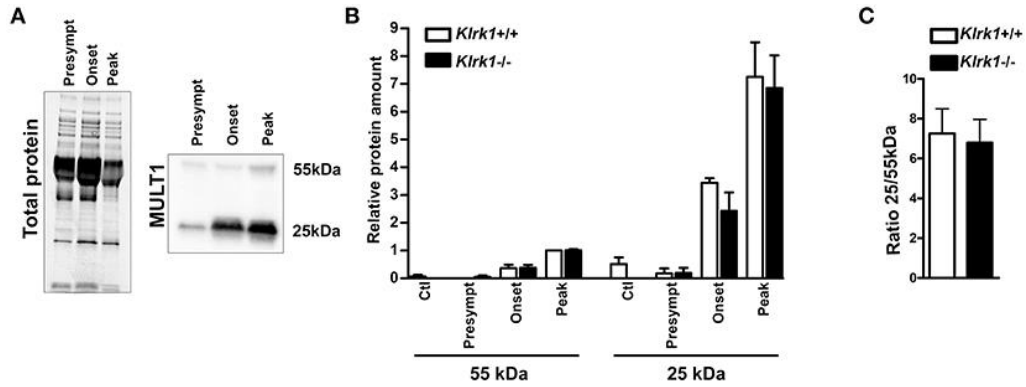 A
Presympt
Onset
Peak
Total protein
Presympt
Onset
Peak
MULT1
55kDa
25kDa
B
Klrk1+/+
Klrk1-/-
Relative protein amount
9
8
7
6
5
4
3
2
1
0
Ctl
Presympt
Onset
Peak
Ctl
Presympt
Onset
Peak
55 kDa
25 kDa
C
Klrk1+/+
Klrk1-/-
Ratio 25/55kDa
10
8
6
4
2
0